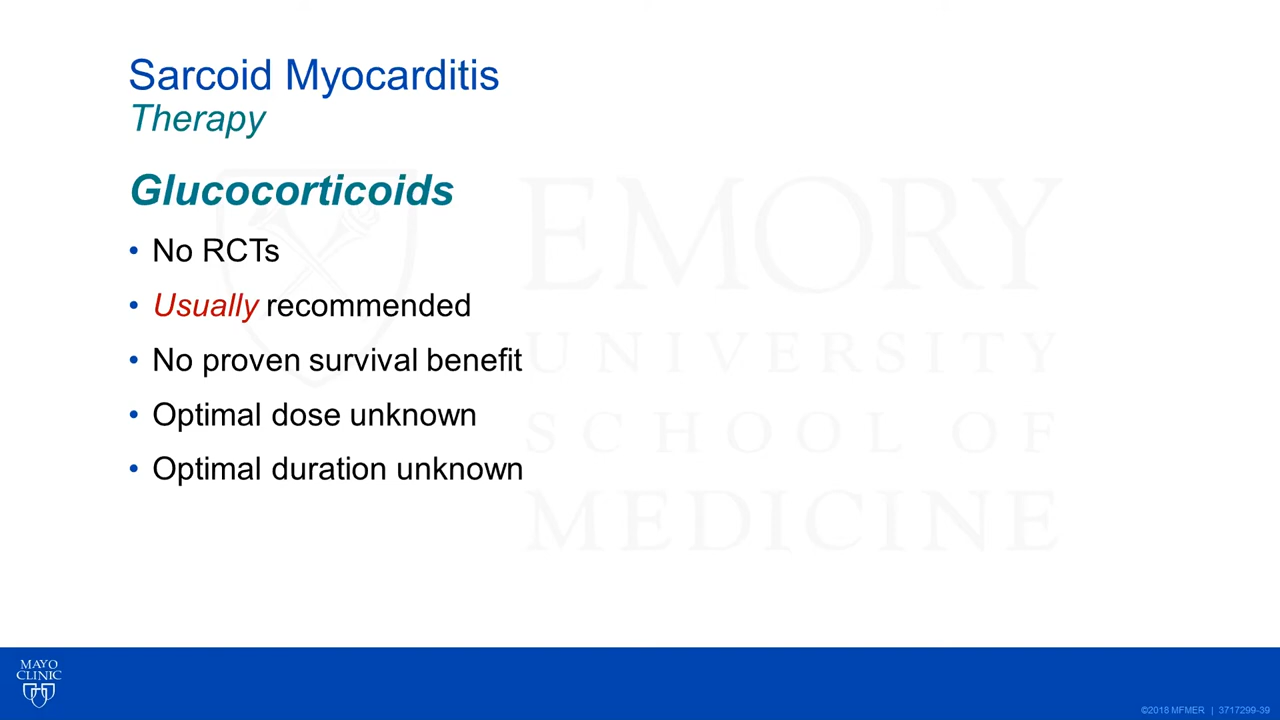 Sarcoid Myocarditis
Therapy
Glucocorticoids
• No RCTs
• Usually recommended
• No proven survival benefit
• Optimal dose unknown
• Optimal duration unknown
EMORY
UNIVERSITY
SCHOOL OF
MEDICINE
MAYO
CLINIC
©2018 MFMER | 3717299-39